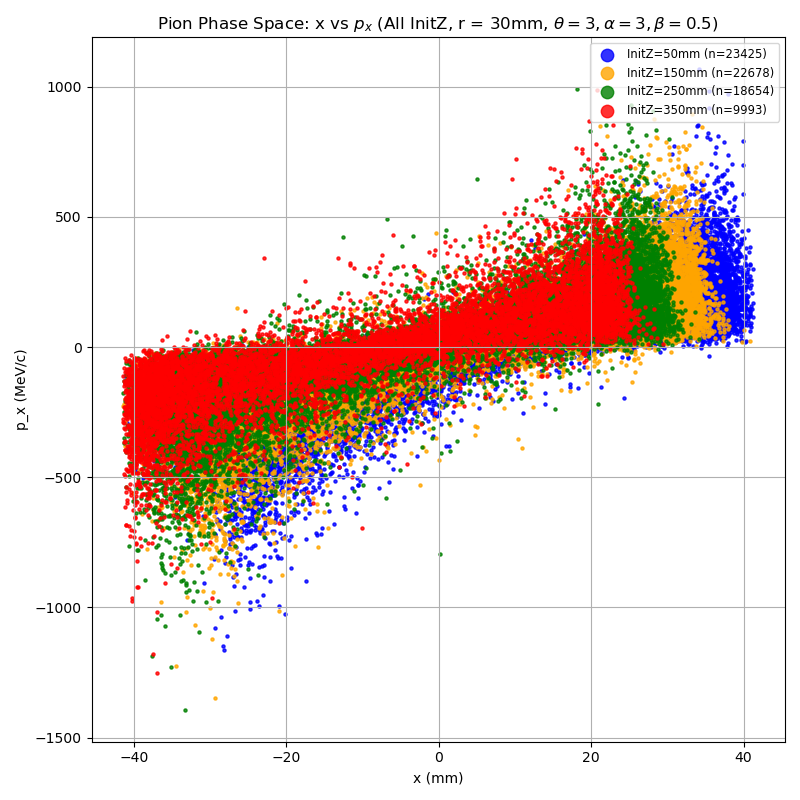 Pion Phase Space: x vs $p_x$ (All InitZ, r = 30mm, $\theta = 3, \alpha = 3, \beta = 0.5$)
InitZ=50mm (n=23425)
InitZ=150mm (n=22678)
InitZ=250mm (n=18654)
InitZ=350mm (n=9993)
p_x (MeV/c)
1000
500
0
−500
−1000
−1500
−40 −20 0 20 40
x (mm)